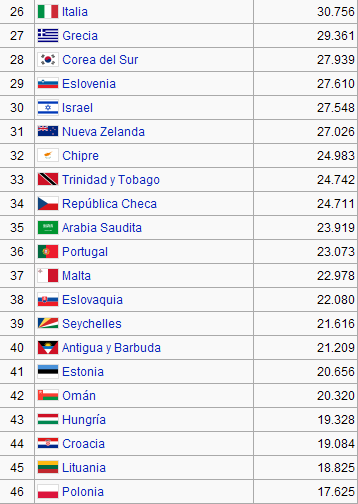 26 Italia 30.756
27 Grecia 29.361
28 Corea del Sur 27.939
29 Eslovenia 27.610
30 Israel 27.548
31 Nueva Zelanda 27.026
32 Chipre 24.983
33 Trinidad y Tobago 24.742
34 República Checa 24.711
35 Arabia Saudita 23.919
36 Portugal 23.073
37 Malta 22.978
38 Eslovaquia 22.080
39 Seychelles 21.616
40 Antigua y Barbuda 21.209
41 Estonia 20.656
42 Omán 20.320
43 Hungría 19.328
44 Croacia 19.084
45 Lituania 18.825
46 Polonia 17.625